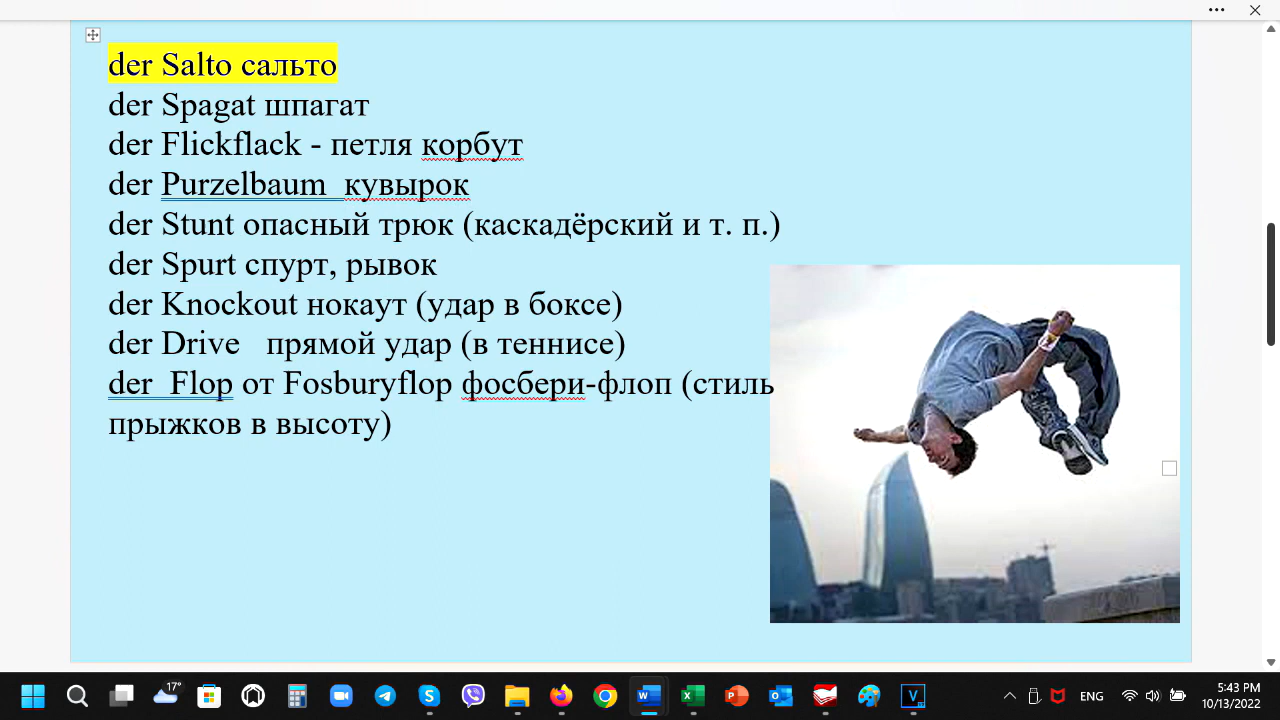 der Salto сальто
der Spagat шпагат
der Flickflack - петля корбут
der Purzelbaum  кувырок
der Stunt опасный трюк (каскадёрский и т. п.)
der Spurt спурт, рывок
der Knockout нокаут (удар в боксе)
der Drive   прямой удар (в теннисе)
der  Flop от Fosburyflop фосбери-флоп (стиль
прыжков в высоту)
17°
ENG
5:43 PM
10/13/2022